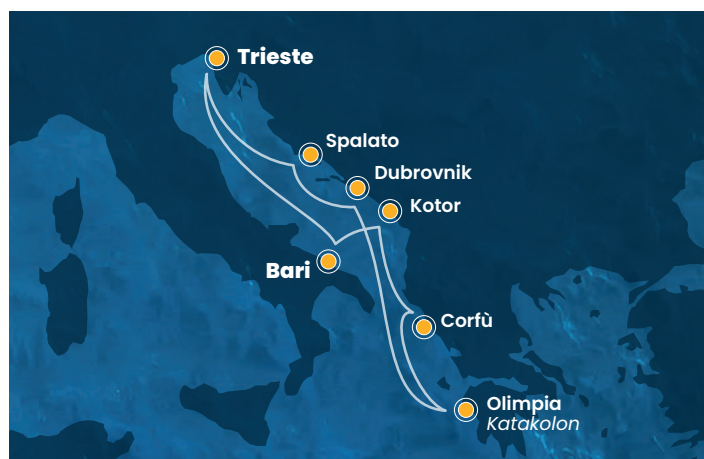 Trieste
Spalato
Dubrovnik
Kotor
Bari
Corfù
Olimpia
Katakolon